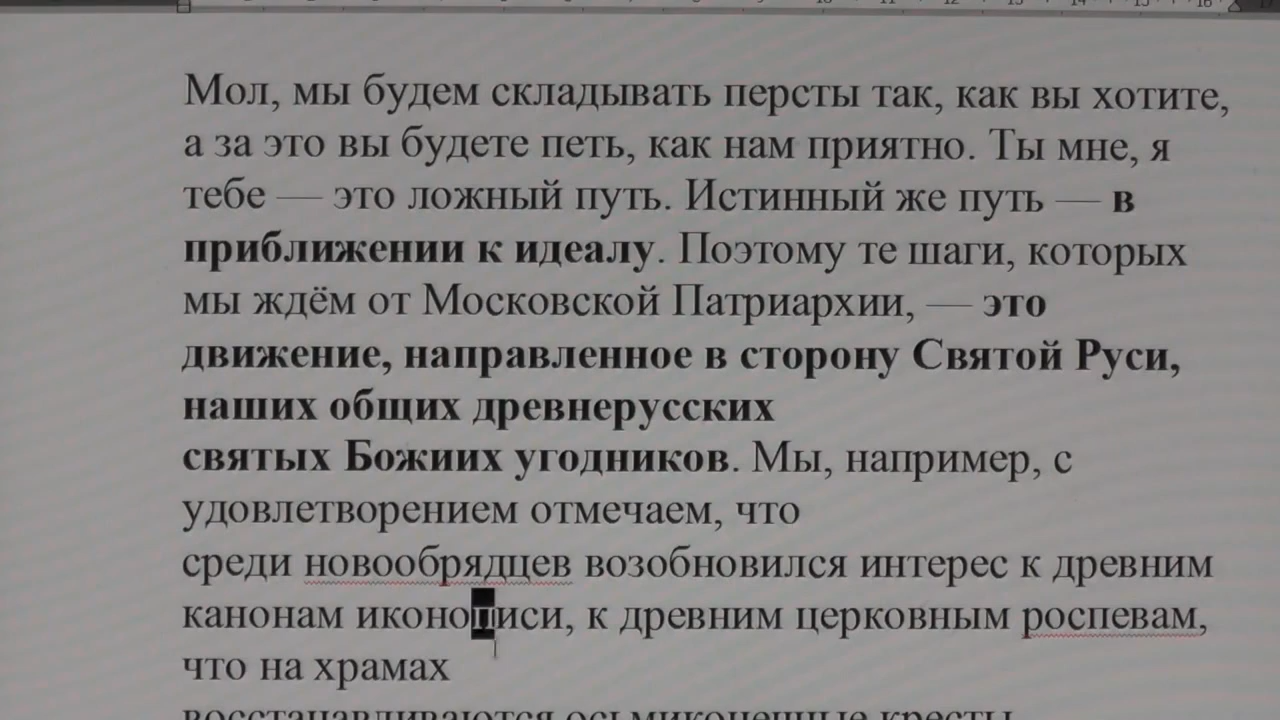 Мол, мы будем складывать персты так, как вы хотите,
а за это вы будете петь, как нам приятно. Ты мне, я
тебе — это ложный путь. Истинный же путь — в
приближении к идеалу. Поэтому те шаги, которых
мы ждём от Московской Патриархии, — это
движение, направленное в сторону Святой Руси,
наших общих древнерусских
святых Божиих угодников. Мы, например, с
удовлетворением отмечаем, что
среди новообрядцев возобновился интерес к древним
канонам иконописи, к древним церковным роспевам,
что на храмах
восстанавливаются осьмиконечные кресты